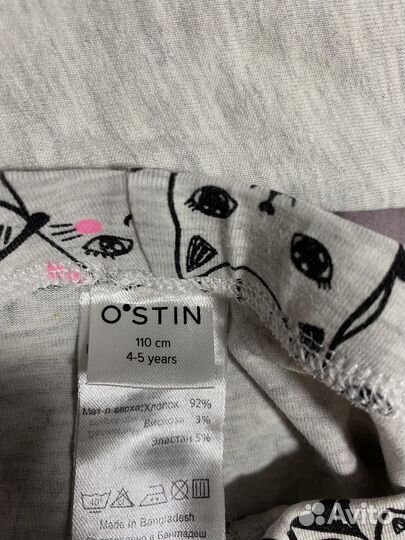 O'STIN
110 cm
4-5 years
Мат-л верха: Хлопок 92%
Вискоза 3%
Эластан 5%
40°
Made in Bangladesh
Сделано в Бангладеш
Avito